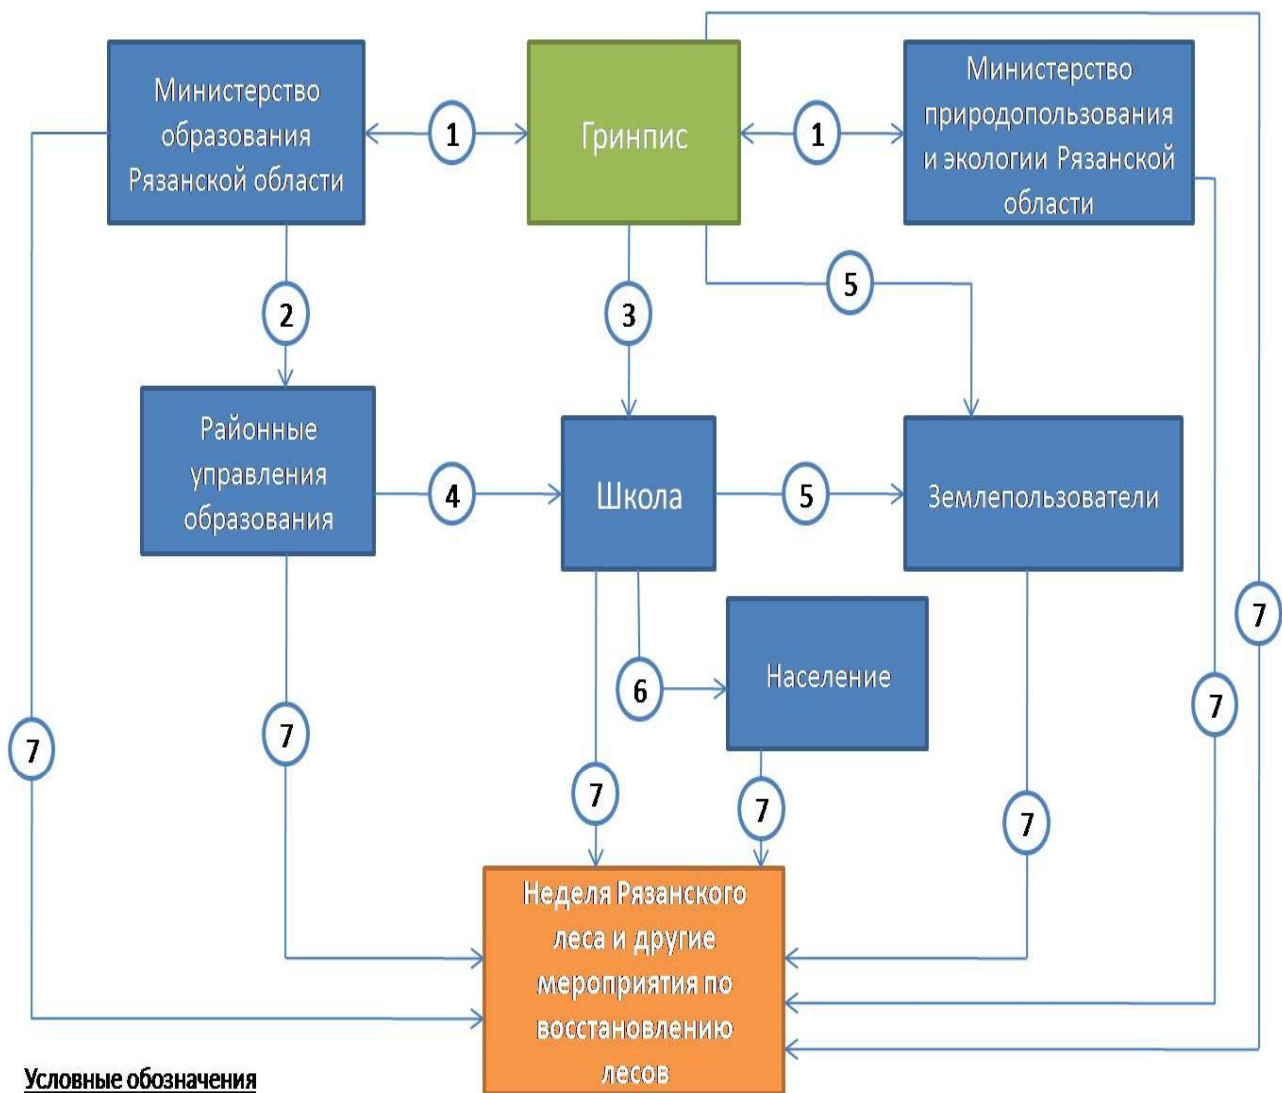 Министерство
образования
Рязанской области
1
Гринпис
1
Министерство
природопользования
и экологии Рязанской
области
2
3
5
Районные
управления
образования
4
Школа
5
Землепользователи
7
6
Население
7
7
7
7
7
7
Неделя Рязанского
леса и другие
мероприятия по
восстановлению
лесов
Условные обозначения